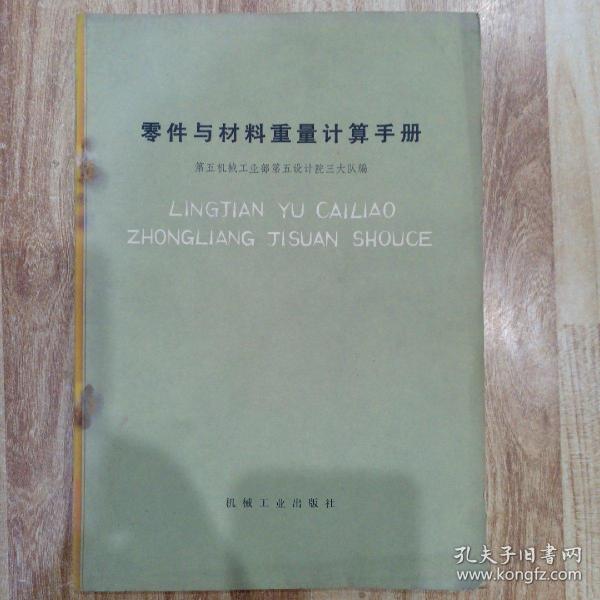 零件与材料重量计算手册
第五机械工业部第五设计院三大队编
LINGJIAN YU CAILIAO
ZHONGLIANG JISUAN SHOUCE
机械工业出版社
孔夫子旧书网
www.kongfz.com